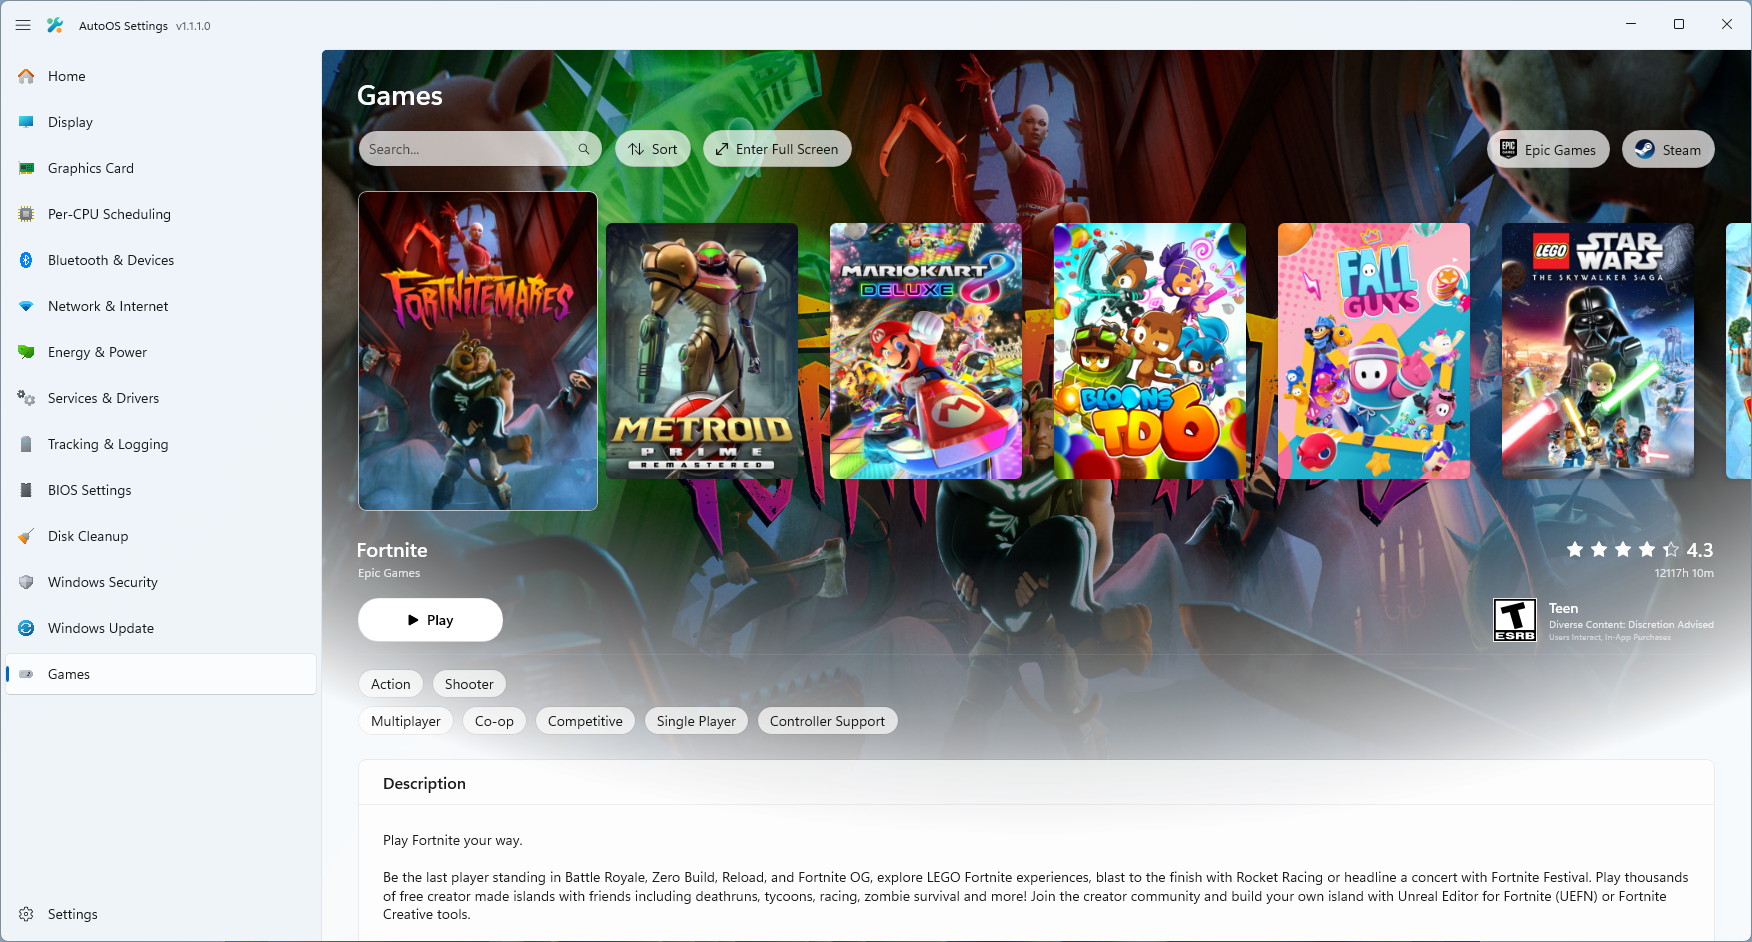 AutoOS Settings v1.1.1.0
Home
Display
Graphics Card
Per-CPU Scheduling
Bluetooth & Devices
Network & Internet
Energy & Power
Services & Drivers
Tracking & Logging
BIOS Settings
Disk Cleanup
Windows Security
Windows Update
Games
Settings
Games
Search...
Sort
Enter Full Screen
EPIC GAMES
Epic Games
Steam
FORTNITEMARES
METROID
PRIME
REMASTERED
MARIOKART 8
DELUXE
BLOONS
TD6
FALL
GUYS
LEGO STAR WARS
THE SKYWALKER SAGA
Fortnite
Epic Games
4.3
12117h 10m
Play
T
ESRB
Teen
Diverse Content: Discretion Advised
Users Interact, In-App Purchases
Action
Shooter
Multiplayer
Co-op
Competitive
Single Player
Controller Support
Description
Play Fortnite your way.
Be the last player standing in Battle Royale, Zero Build, Reload, and Fortnite OG, explore LEGO Fortnite experiences, blast to the finish with Rocket Racing or headline a concert with Fortnite Festival. Play thousands
of free creator made islands with friends including deathruns, tycoons, racing, zombie survival and more! Join the creator community and build your own island with Unreal Editor for Fortnite (UEFN) or Fortnite
Creative tools.